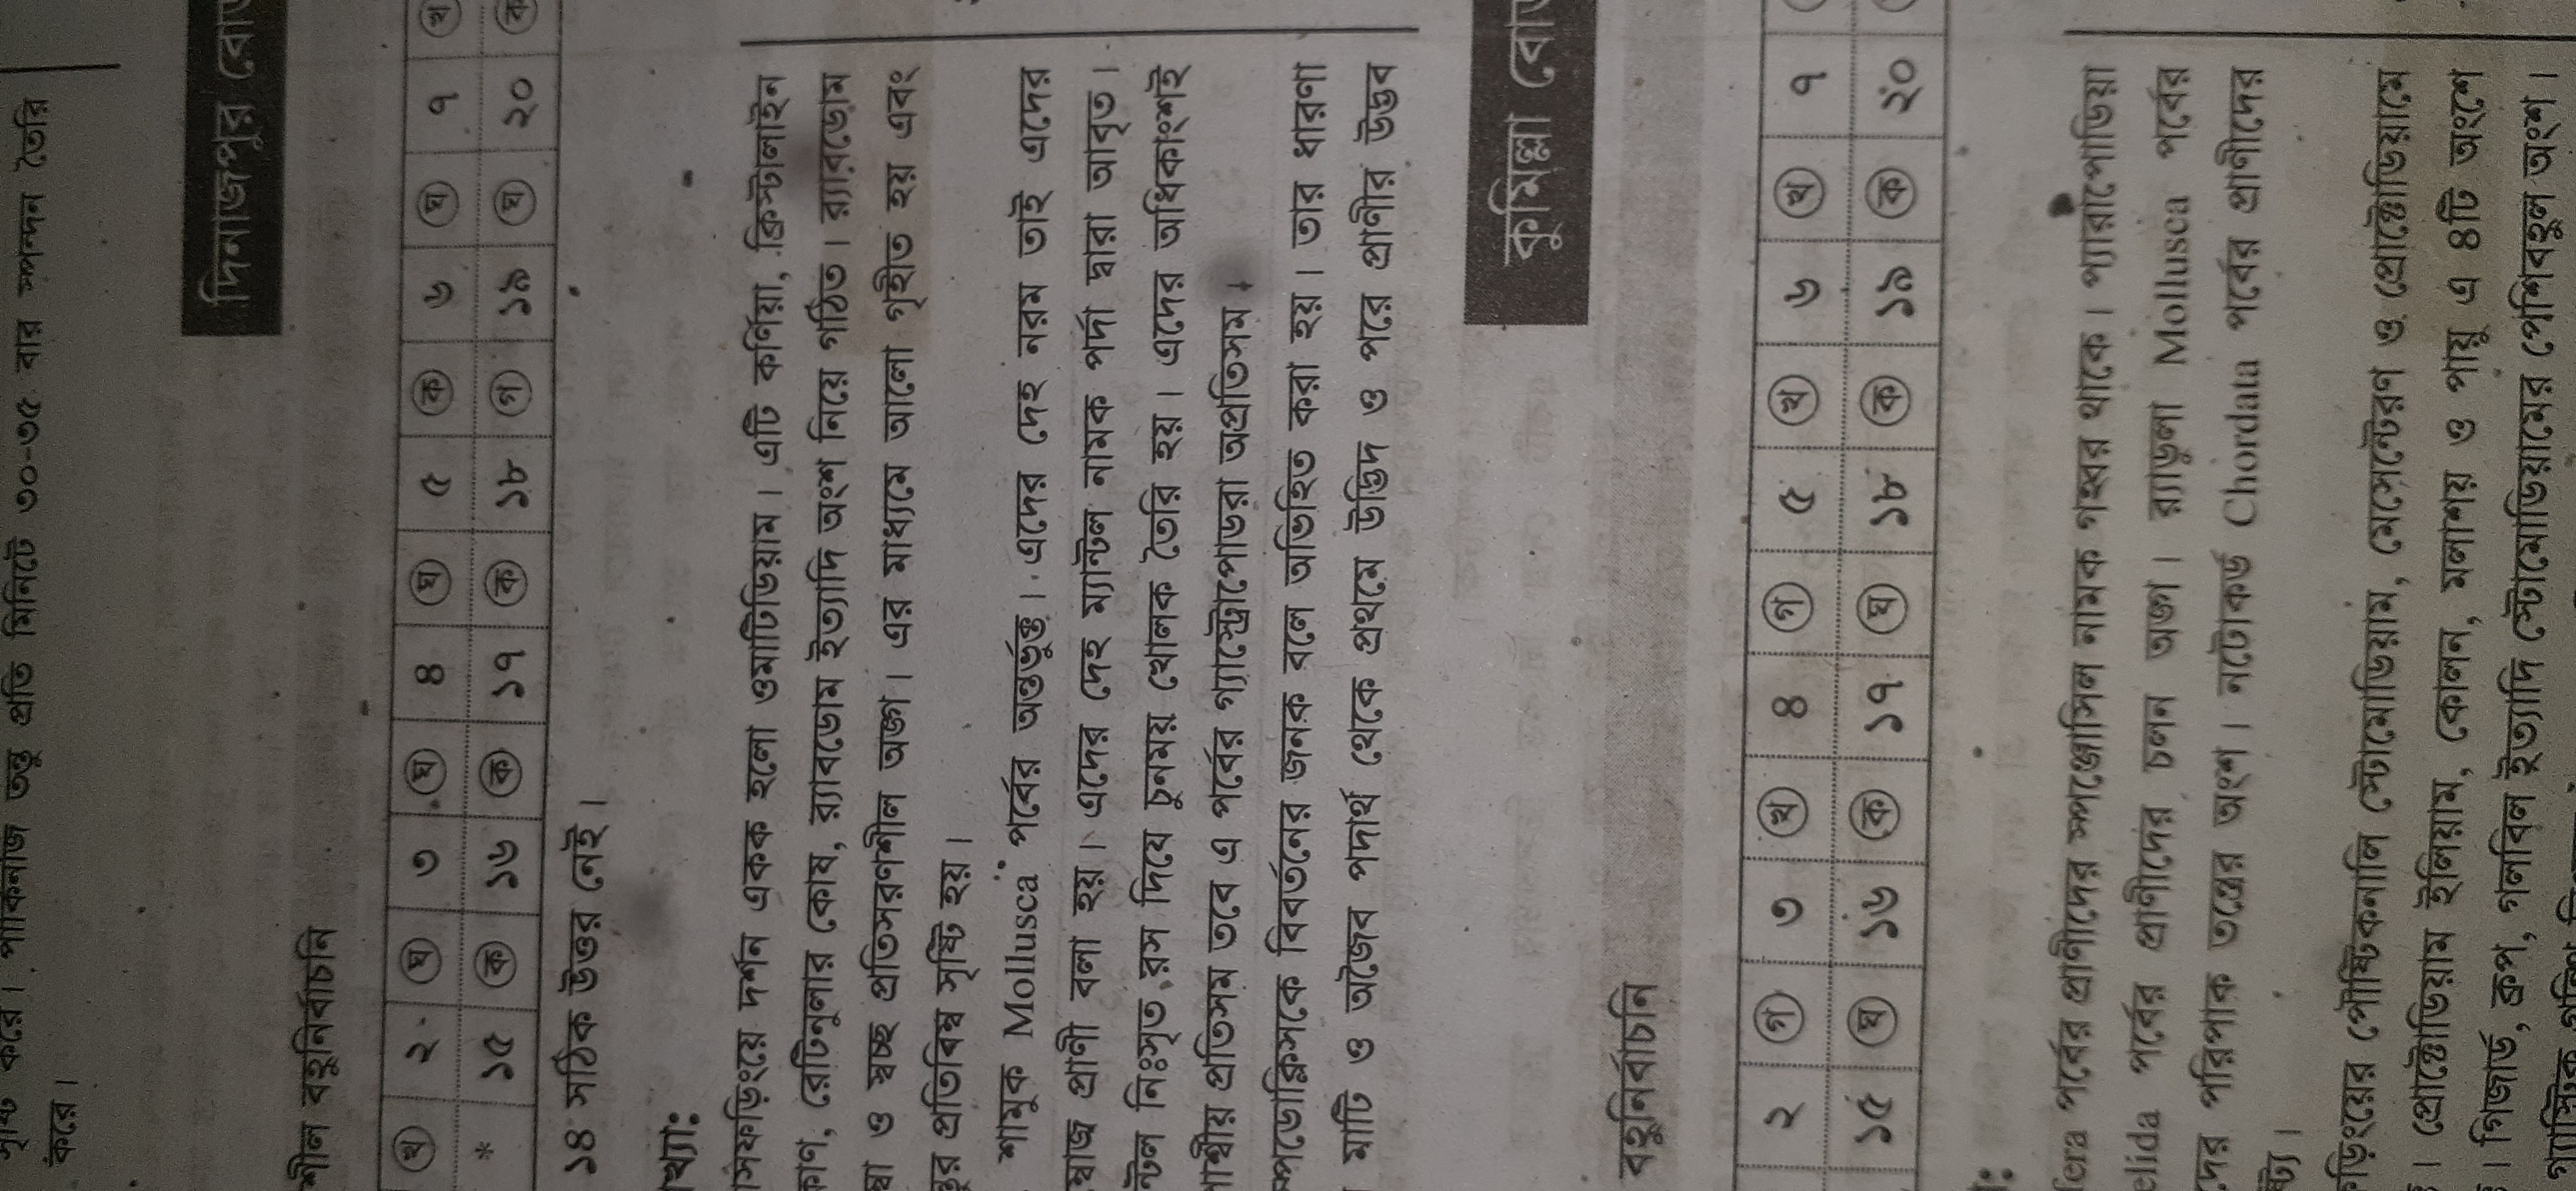 করে। পার্কিনজি তন্তু প্রতি মিনিটে ৩০-৩৫ বার স্পন্দন তৈরি
করে।
দিনাজপুর
শীল বহুনির্বাচনি
খ ২ ঘ ৩ ঘ ৪ ঘ ৫ ক ৬ ঘ ৭ খ
* ১৫ ক ১৬ ক ১৭ ক ১৮ গ ১৯ ঘ ২০ ক
১৪ সঠিক উত্তর নেই।
খ্যা:
সফড়িংয়ে দর্শন একক হলো ওমাটিডিয়াম। এটি কর্ণিয়া, ক্রিস্টালাইন
কোণ, রেটিনুলার কোষ, র‍্যাবডোম ইত্যাদি অংশ নিয়ে গঠিত। র‍্যাবডোম
ম্বা ও স্বচ্ছ প্রতিসরণশীল অঙ্গ। এর মাধ্যমে আলো গৃহীত হয় এবং
প্রতিবিম্ব সৃষ্টি হয়।
শামুক Mollusca পর্বের অন্তর্ভুক্ত। এদের দেহ নরম তাই এদের
ম্বোজ প্রাণী বলা হয়। এদের দেহ ম্যান্টল নামক পর্দা দ্বারা আবৃত।
ন্টল নিঃসৃত রস দিযে চুনময় খোলক তৈরি হয়। এদের অধিকাংশই
পার্শ্বীয় প্রতিসম তবে এ পর্বের গ্যাস্ট্রোপোডরা অপ্রতিসম।
ম্পেডোক্লিসকে বিবর্তনের জনক বলে অভিহিত করা হয়। তার ধারণা
মাটি ও অজৈব পদার্থ থেকে প্রথমে উদ্ভিদ ও পরে প্রাণীর উদ্ভব
কুমিল্লা
বহুনির্বাচনি
২ গ ৩ খ ৪ গ ৫ খ ৬ খ ৭
১৫ ঘ ১৬ ক ১৭ ঘ ১৮ ক ১৯ ক ২০
:
fera পর্বের প্রাণীদের স্পঞ্জোসিল নামক গহ্বর থাকে। প্যারাপোডিয়া
elida পর্বের প্রাণীদের চলন অঙ্গ। র‍্যাডুলা Mollusca পর্বের
দের পরিপাক তন্ত্রের অংশ। নটোকর্ড Chordata পর্বের প্রাণীদের
ষ্ট্য।
ফড়িংয়ের পৌষ্টিকনালি স্টোমোডিয়াম, মেসেন্টেরণ ও প্রোক্টোডিয়ামে
। প্রোক্টোডিয়াম ইলিয়াম, কোলন, মলাশয় ও পায়ু এ ৪টি অংশে
। গিজার্ড, ক্রপ, গলবিল ইত্যাদি স্টোমোডিয়ামের পেশিবহুল অংশ।